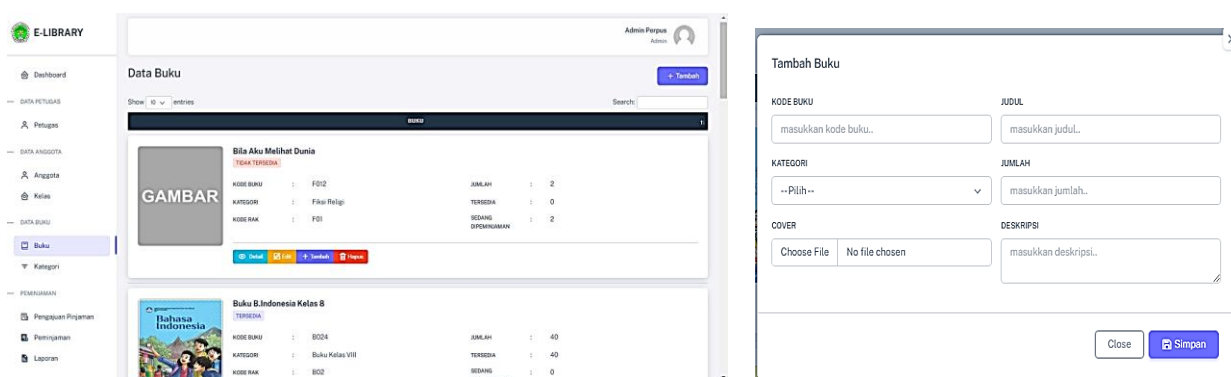 E-LIBRARY
Admin Perpus
Admin
Dashboard
DATA PETUGAS
Petugas
DATA ANGGOTA
Anggota
Kelas
DATA BUKU
Buku
Kategori
PEMINJAMAN
Pengajuan Pinjaman
Peminjaman
Laporan
Data Buku
+ Tambah
Show 10 entries
Search:
BUKU
GAMBAR
Bila Aku Melihat Dunia
TIDAK TERSEDIA
KODE BUKU : F012
JUMLAH : 2
KATEGORI : Fiksi Religi
TERSEDIA : 0
KODE RAK : F01
SEDANG DIPEMINJAMAN : 2
Detail Edit + Tambah Hapus
Bahasa
Indonesia
Buku B.Indonesia Kelas 8
TERSEDIA
KODE BUKU : B024
JUMLAH : 40
KATEGORI : Buku Kelas VIII
TERSEDIA : 40
KODE RAK : B02
SEDANG : 0
Tambah Buku
KODE BUKU
masukkan kode buku..
JUDUL
masukkan judul..
KATEGORI
--Pilih--
JUMLAH
masukkan jumlah..
COVER
Choose File No file chosen
DESKRIPSI
masukkan deskripsi..
Close Simpan